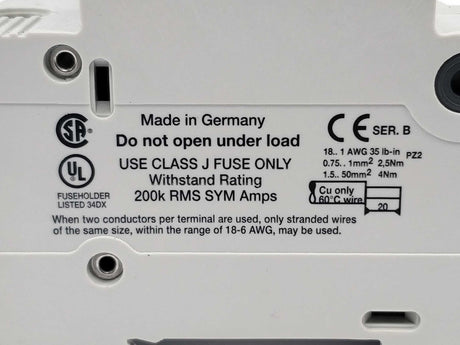 Made in Germany
Do not open under load
USE CLASS J FUSE ONLY
Withstand Rating
200k RMS SYM Amps
SA
UL
FUSEHOLDER
LISTED 34DX
CE SER. B
18.. 1 AWG 35 lb-in PZ2
0.75.. 1mm² 2,5Nm
1.5.. 50mm² 4Nm
Cu only
60°C wire
20
When two conductors per terminal are used, only stranded wires
of the same size, within the range of 18-6 AWG, may be used.